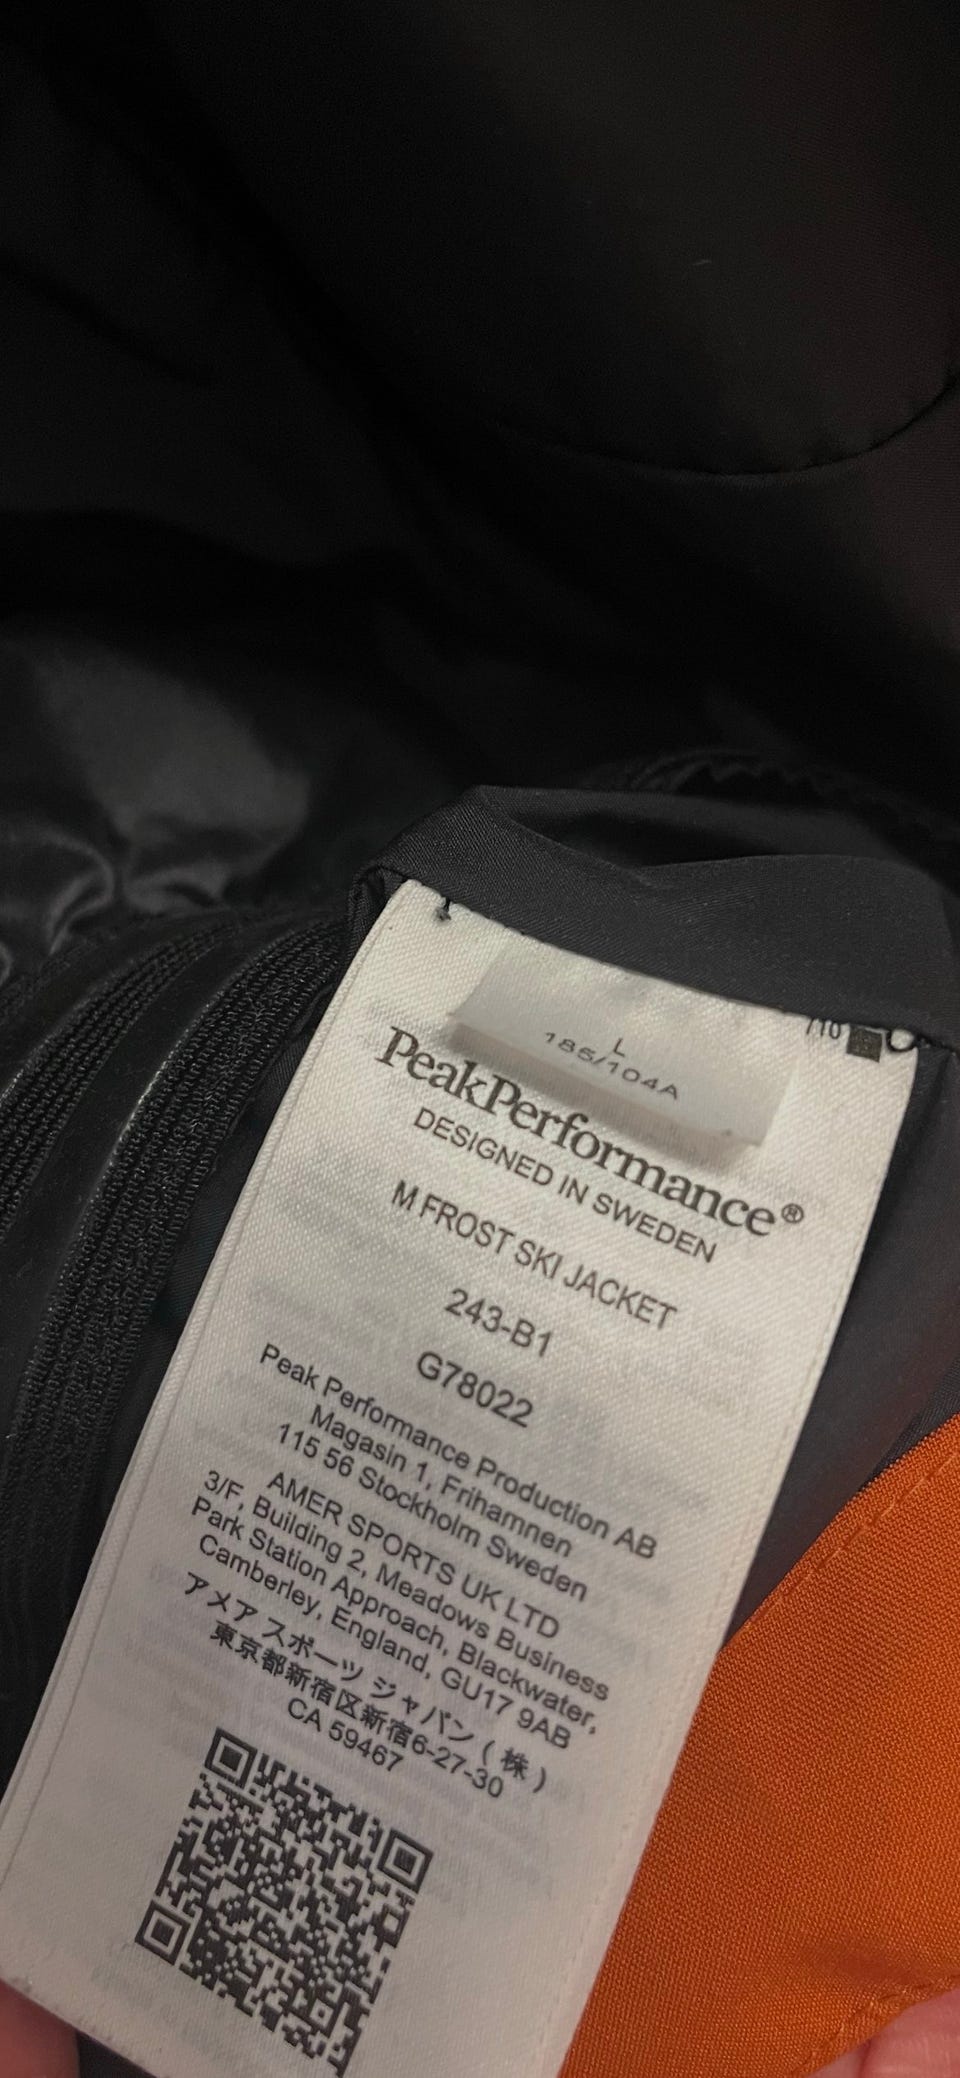 L
185/104A
710
PeakPerformance®
DESIGNED IN SWEDEN
M FROST SKI JACKET
243-B1
G78022
Peak Performance Production AB
Magasin 1, Frihamnen
115 56 Stockholm Sweden
AMER SPORTS UK LTD
3/F, Building 2, Meadows Business
Park Station Approach, Blackwater,
Camberley, England, GU17 9AB
アメア スポーツ ジャパン ( 株 )
東京都新宿区新宿6-27-30
CA 59467